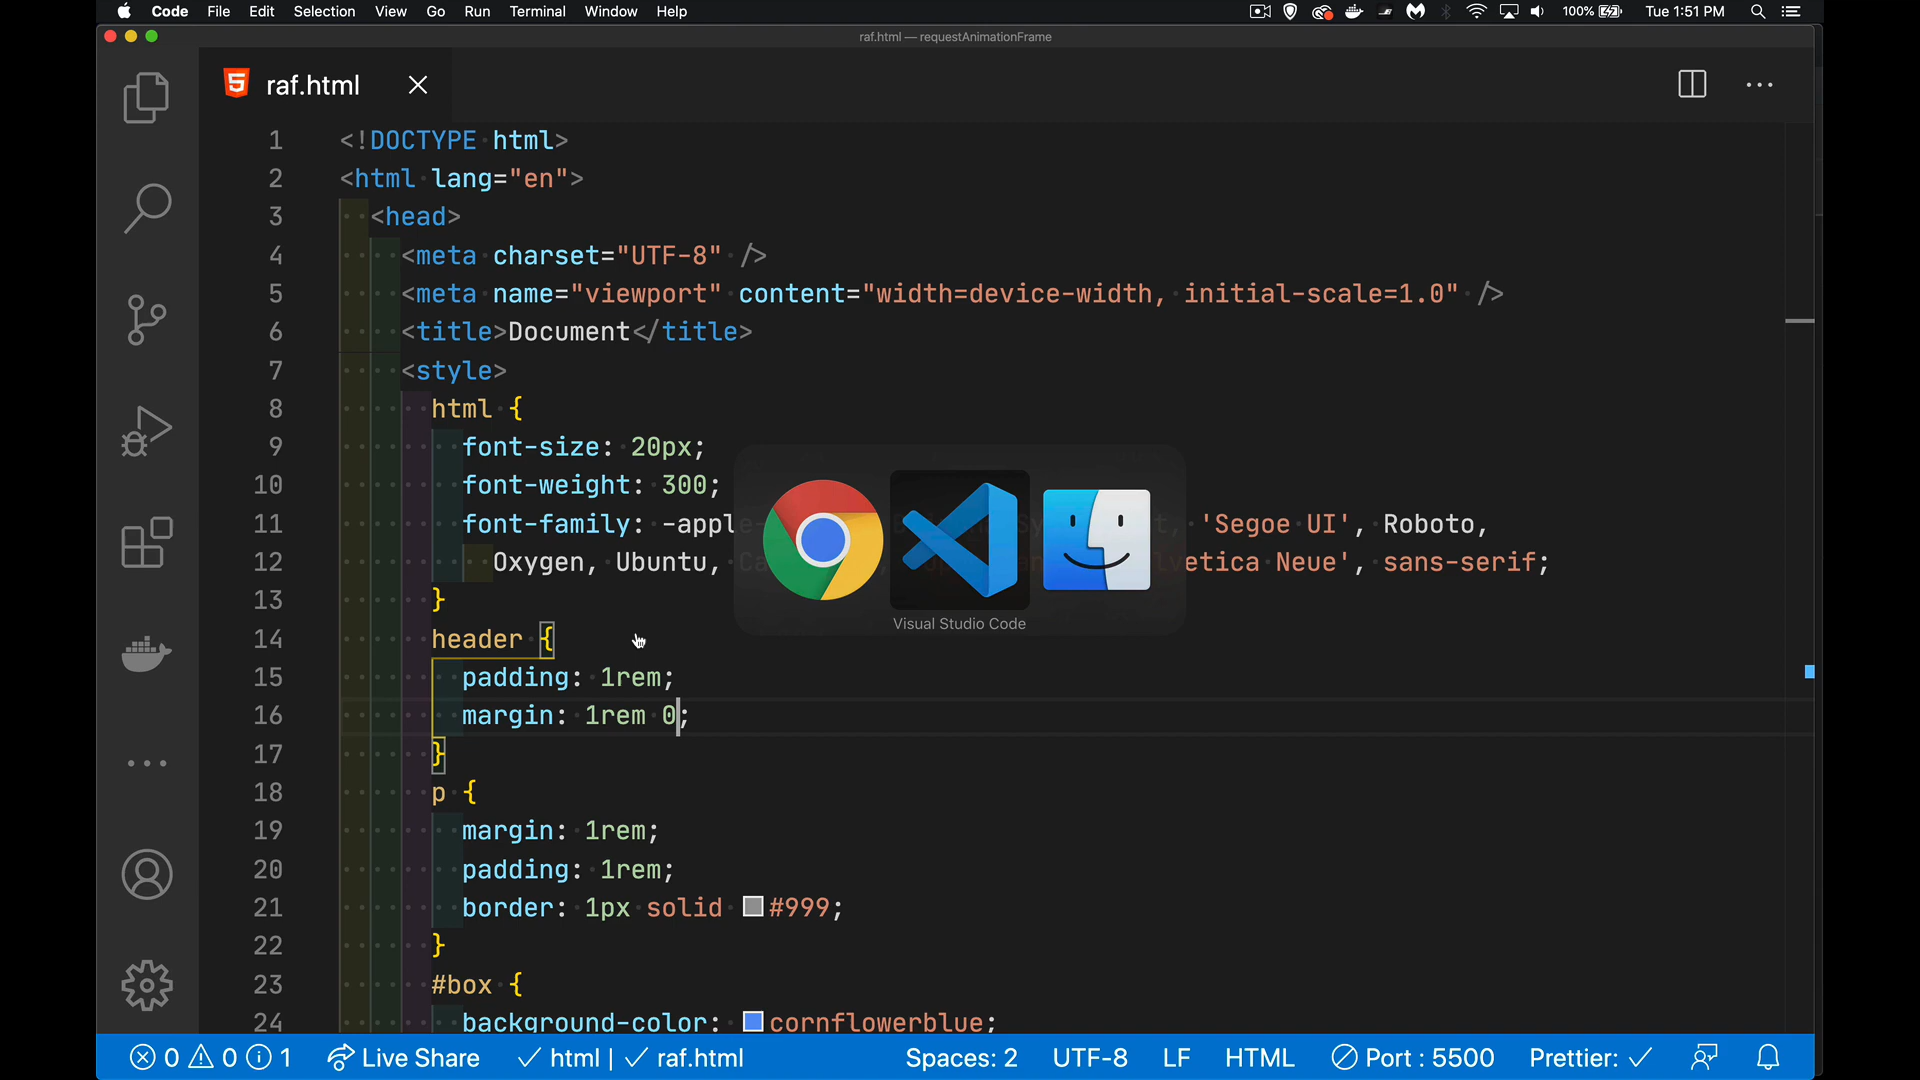 Code File Edit Selection View Go Run Terminal Window Help 100% Tue 1:51 PM
raf.html — requestAnimationFrame
raf.html
1 <!DOCTYPE html>
2 <html lang="en">
3 <head>
4 <meta charset="UTF-8" />
5 <meta name="viewport" content="width=device-width, initial-scale=1.0" />
6 <title>Document</title>
7 <style>
8 html {
9 font-size: 20px;
10 font-weight: 300;
11 font-family: -apple- , 'Segoe UI', Roboto,
12 Oxygen, Ubuntu, Neue', sans-serif;
13 }
14 header {
15 padding: 1rem;
16 margin: 1rem 0;
17 }
18 p {
19 margin: 1rem;
20 padding: 1rem;
21 border: 1px solid #999;
22 }
23 #box {
24 background-color: cornflowerblue;
Visual Studio Code
0 0 1 Live Share html | raf.html Spaces: 2 UTF-8 LF HTML Port : 5500 Prettier: